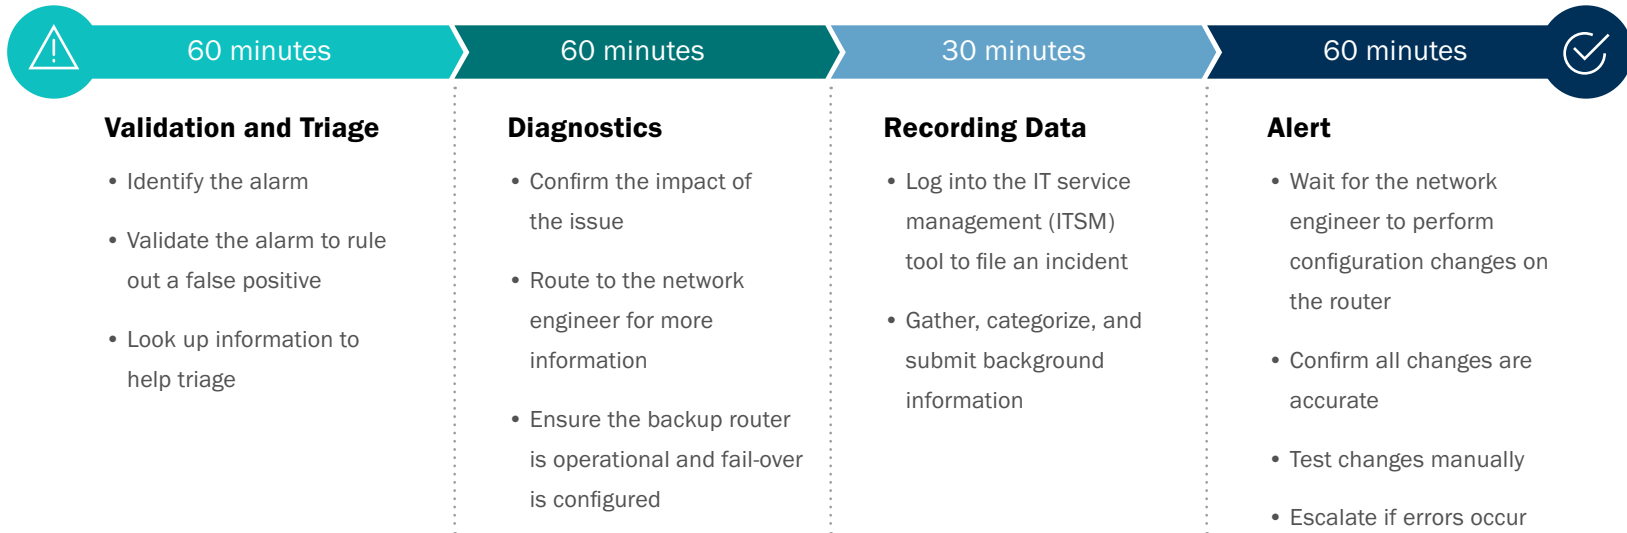 60 minutes
60 minutes
30 minutes
60 minutes
Validation and Triage
• Identify the alarm
• Validate the alarm to rule
out a false positive
• Look up information to
help triage
Diagnostics
• Confirm the impact of
the issue
• Route to the network
engineer for more
information
• Ensure the backup router
is operational and fail-over
is configured
Recording Data
• Log into the IT service
management (ITSM)
tool to file an incident
• Gather, categorize, and
submit background
information
Alert
• Wait for the network
engineer to perform
configuration changes on
the router
• Confirm all changes are
accurate
• Test changes manually
• Escalate if errors occur